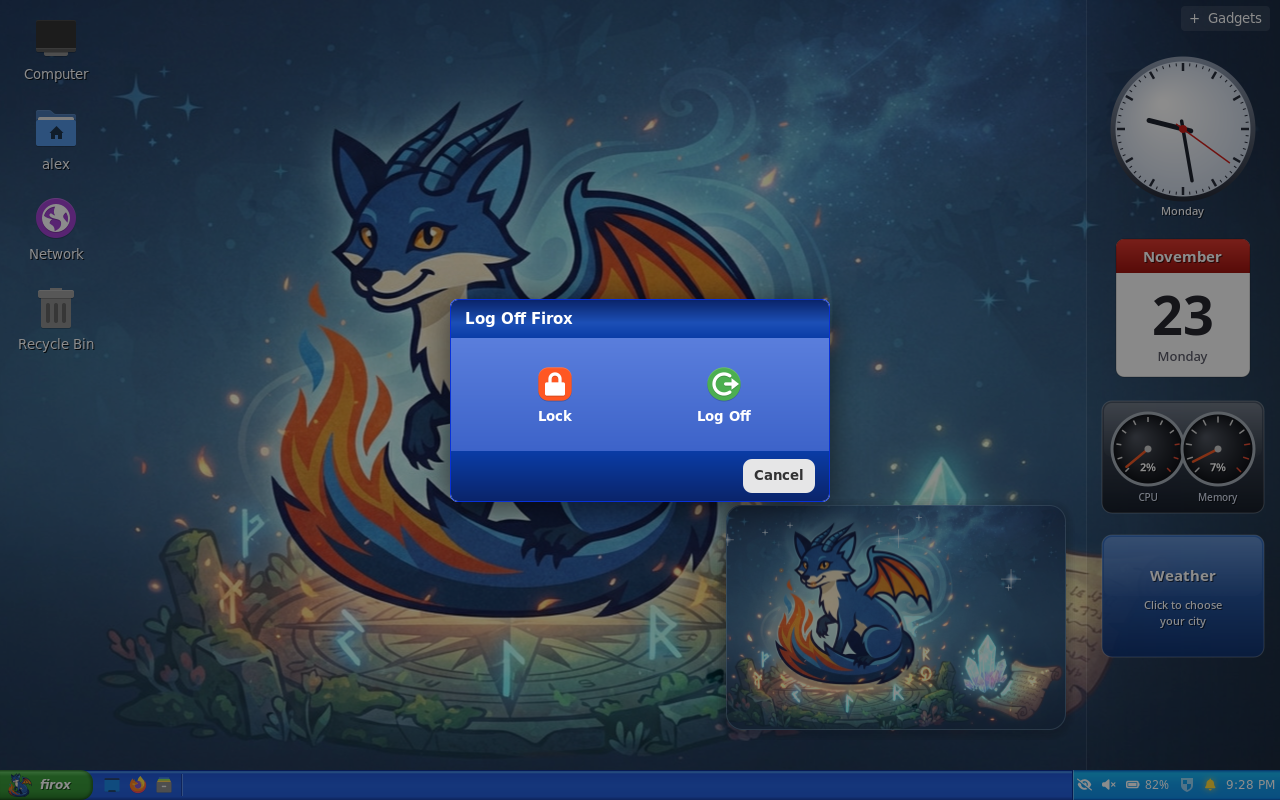 + Gadgets
Computer
alex
Network
Recycle Bin
Monday
November
23
Monday
2%
7%
CPU
Memory
Weather
Click to choose
your city
Log Off Firox
Lock
Log Off
Cancel
firox
82%
9:28 PM